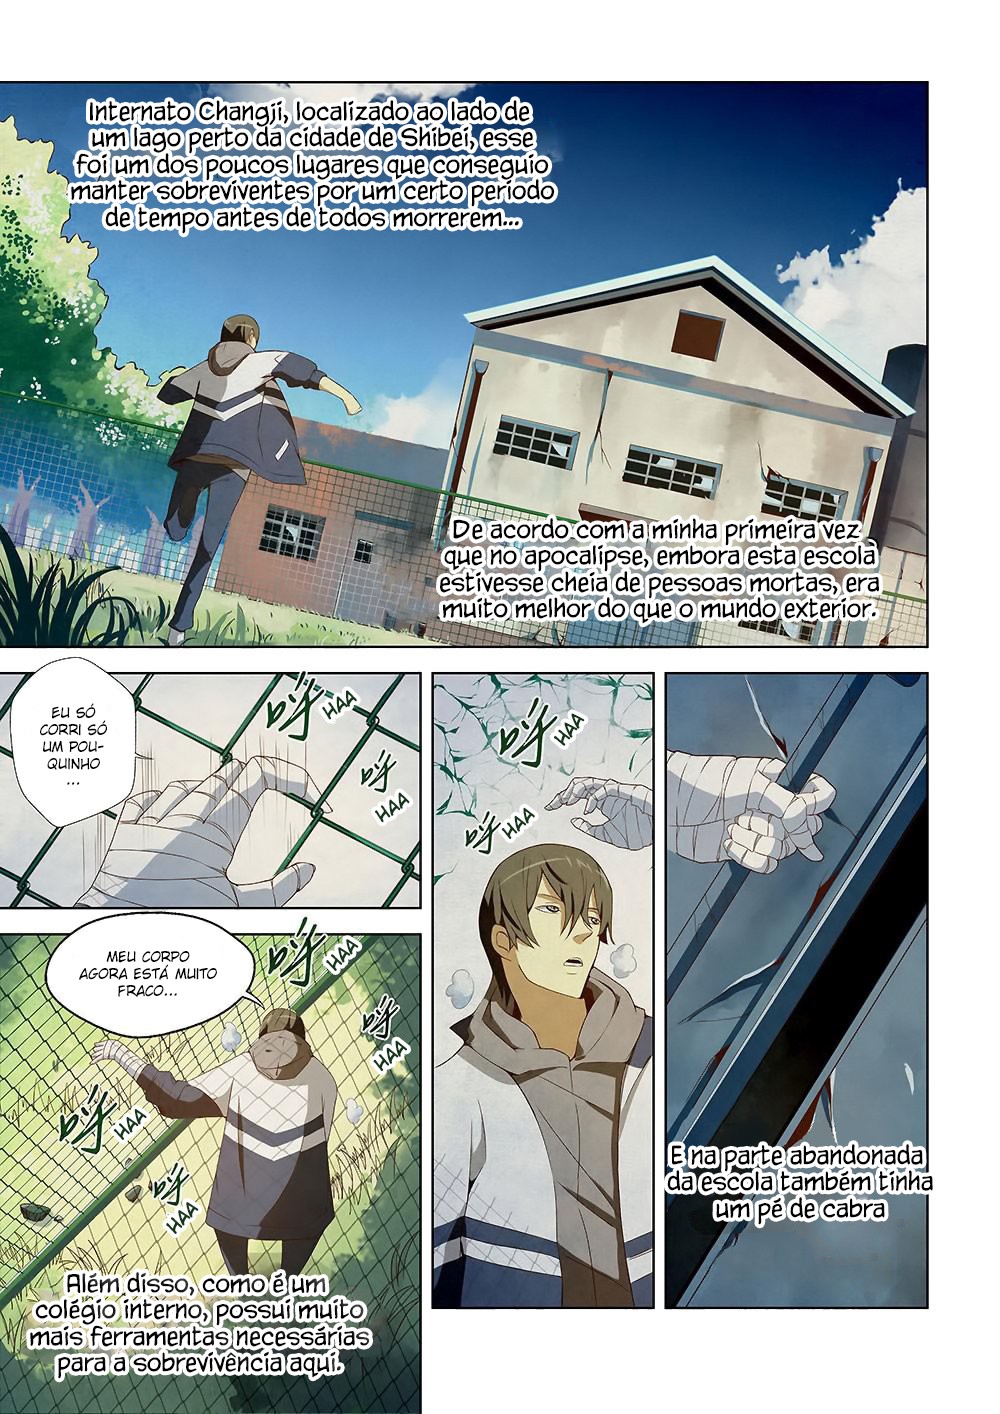 Internato Changji, localizado ao lado de
um lago perto da cidade de Shibei, esse
foi um dos poucos lugares que conseguio
manter sobreviventes por um certo periodo
de tempo antes de todos morrerem...
De acordo com a minha primeira vez
que no apocalipse, embora esta escola
estivesse cheia de pessoas mortas, era
muito melhor do que o mundo exterior.
EU SÓ
CORRI SÓ
UM POU-
QUINHO
...
呼 HAA
呼 HAA
呼 HAA
呼 HAA
MEU CORPO
AGORA ESTÁ MUITO
FRACO...
呼 HAA
呼 HAA
呼 HAA
呼 HAA
Além disso, como é um
colégio interno, possui muito
mais ferramentas necessárias
para a sobrevivência aqui.
E na parte abandonada
da escola também tinha
um pé de cabra